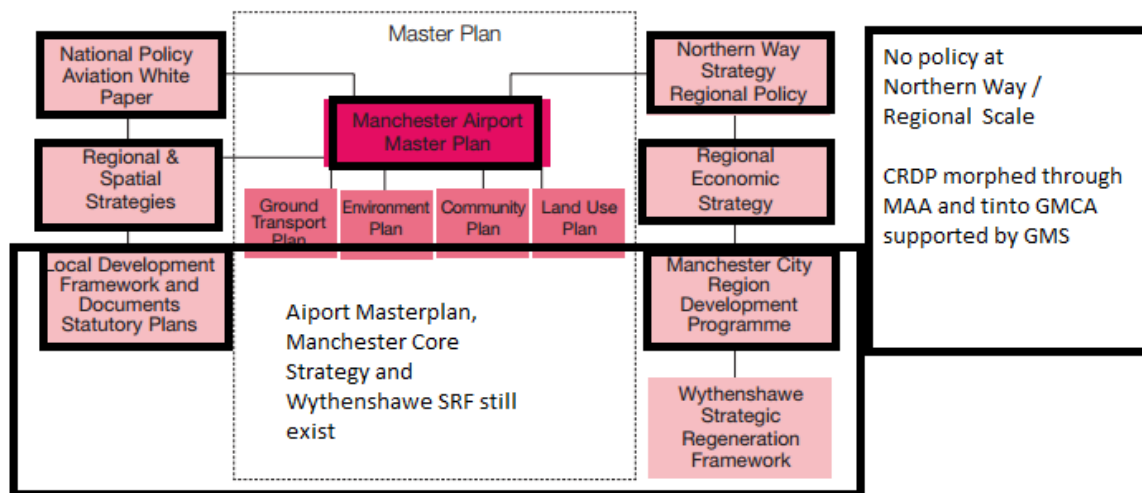 Master Plan
National Policy
Aviation White
Paper
Northern Way
Strategy
Regional Policy
No policy at
Northern Way /
Regional Scale
Manchester Airport
Master Plan
Regional &
Spatial
Strategies
Regional
Economic
Strategy
CRDP morphed through
MAA and tinto GMCA
supported by GMS
Ground
Transport
Plan
Environment
Plan
Community
Plan
Land Use
Plan
Local Development
Framework and
Documents
Statutory Plans
Manchester City
Region
Development
Programme
Aiport Masterplan,
Manchester Core
Strategy and
Wythenshawe SRF still
exist
Wythenshawe
Strategic
Regeneration
Framework